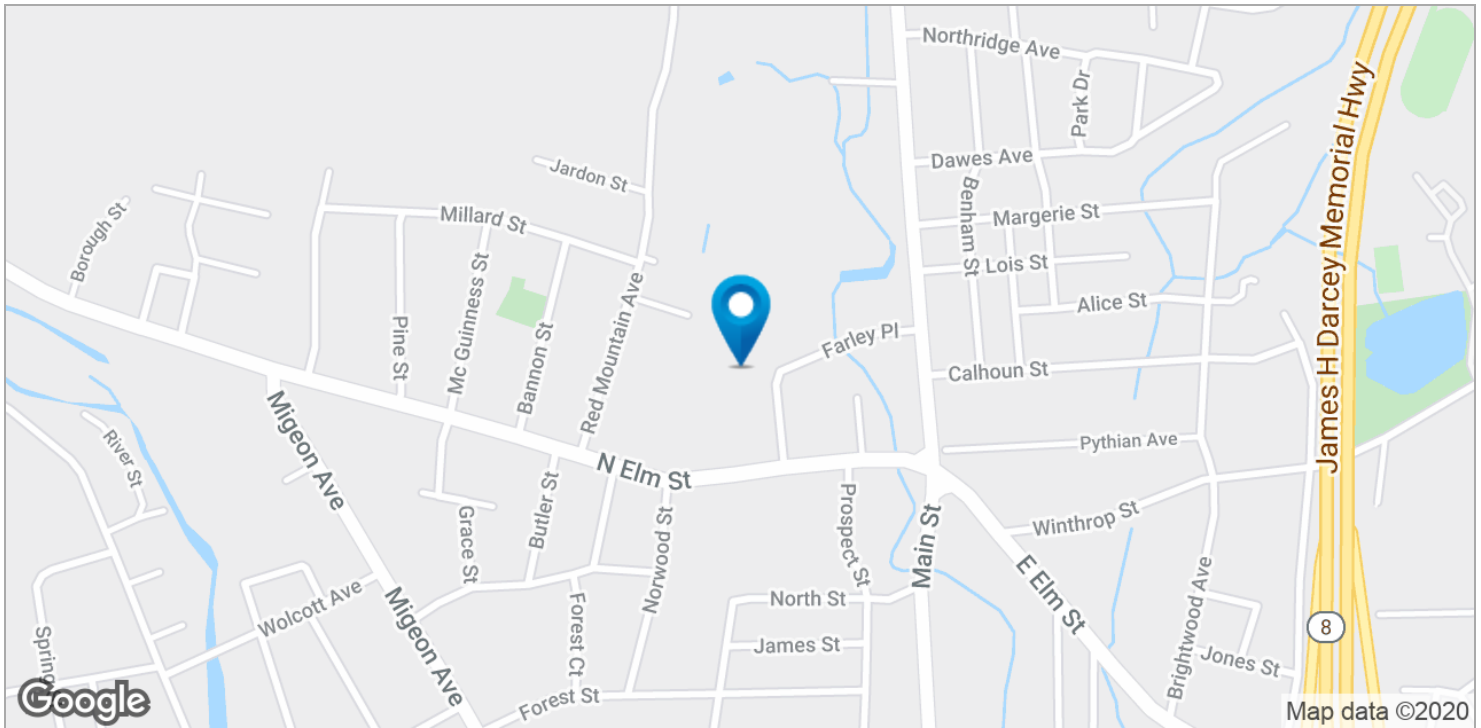 Northridge Ave
Park Dr
James H Darcey Memorial Hwy
Jardon St
Dawes Ave
Benham St
Borough St
Millard St
Margerie St
Mc Guinness St
Lois St
Red Mountain Ave
Alice St
Pine St
Bannon St
Farley Pl
Calhoun St
Migeon Ave
River St
N Elm St
Pythian Ave
Grace St
Butler St
Norwood St
Prospect St
Winthrop St
Main St
E Elm St
Wolcott Ave
Migeon Ave
Forest Ct
North St
Brightwood Ave
8
Spring
James St
Jones St
Forest St
Google
Map data ©2020